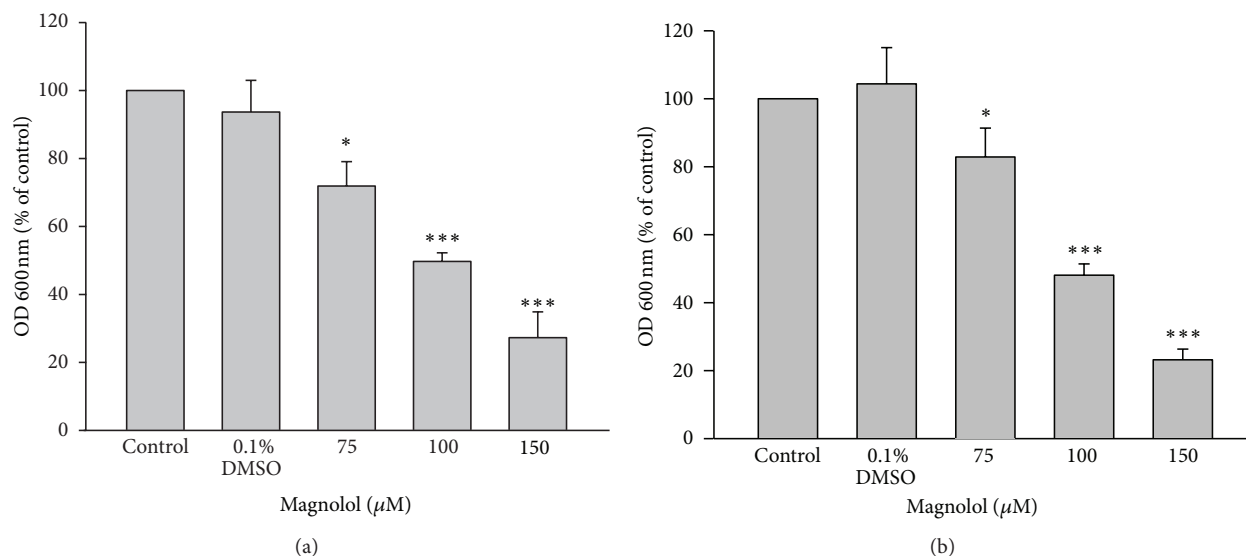 120
100
80
60
40
20
0
OD 600 nm (% of control)
*
***
***
Control
0.1%
DMSO
75
100
150
Magnolol (μM)
(a)
120
100
80
60
40
20
0
OD 600 nm (% of control)
*
***
***
Control
0.1%
DMSO
75
100
150
Magnolol (μM)
(b)